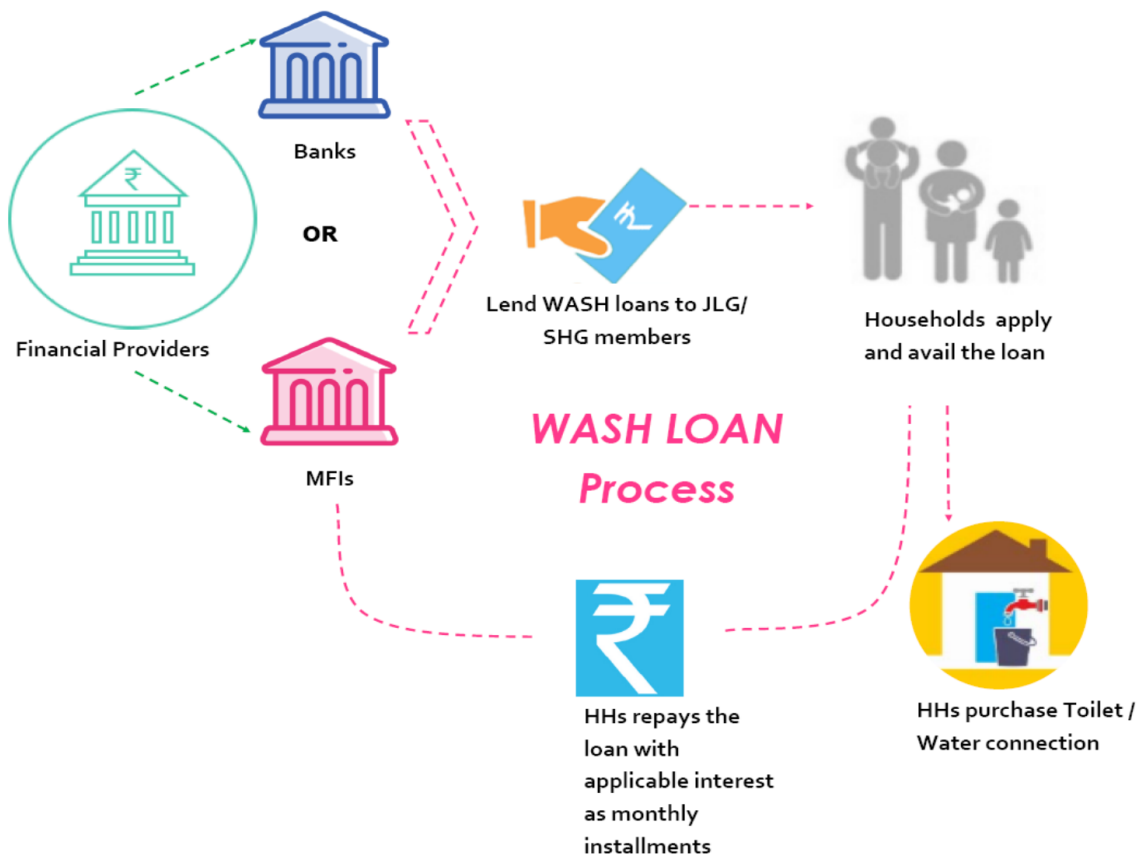 Banks
OR
Financial Providers
MFIs
Lend WASH loans to JLG/
SHG members
Households apply
and avail the loan
WASH LOAN
Process
₹
₹
₹
HHs repays the
loan with
applicable interest
as monthly
installments
HHs purchase Toilet /
Water connection